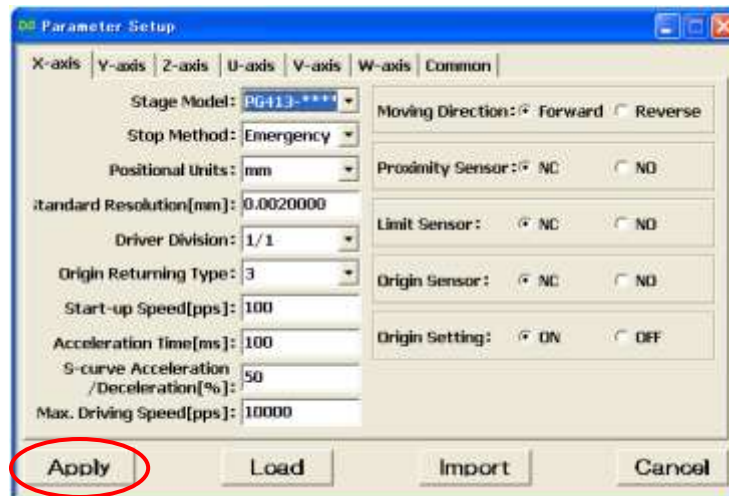 Parameter Setup
X-axis Y-axis Z-axis U-axis V-axis W-axis Common
Stage Model: PG413-****
Stop Method: Emergency
Positional Units: mm
tandard Resolution[mm]: 0.0020000
Driver Division: 1/1
Origin Returning Type: 3
Start-up Speed[pps]: 100
Acceleration Time[ms]: 100
S-curve Acceleration
/Deceleration[%]: 50
Max. Driving Speed[pps]: 10000
Moving Direction: Forward Reverse
Proximity Sensor: NC NO
Limit Sensor: NC NO
Origin Sensor: NC NO
Origin Setting: ON OFF
Apply Load Import Cancel